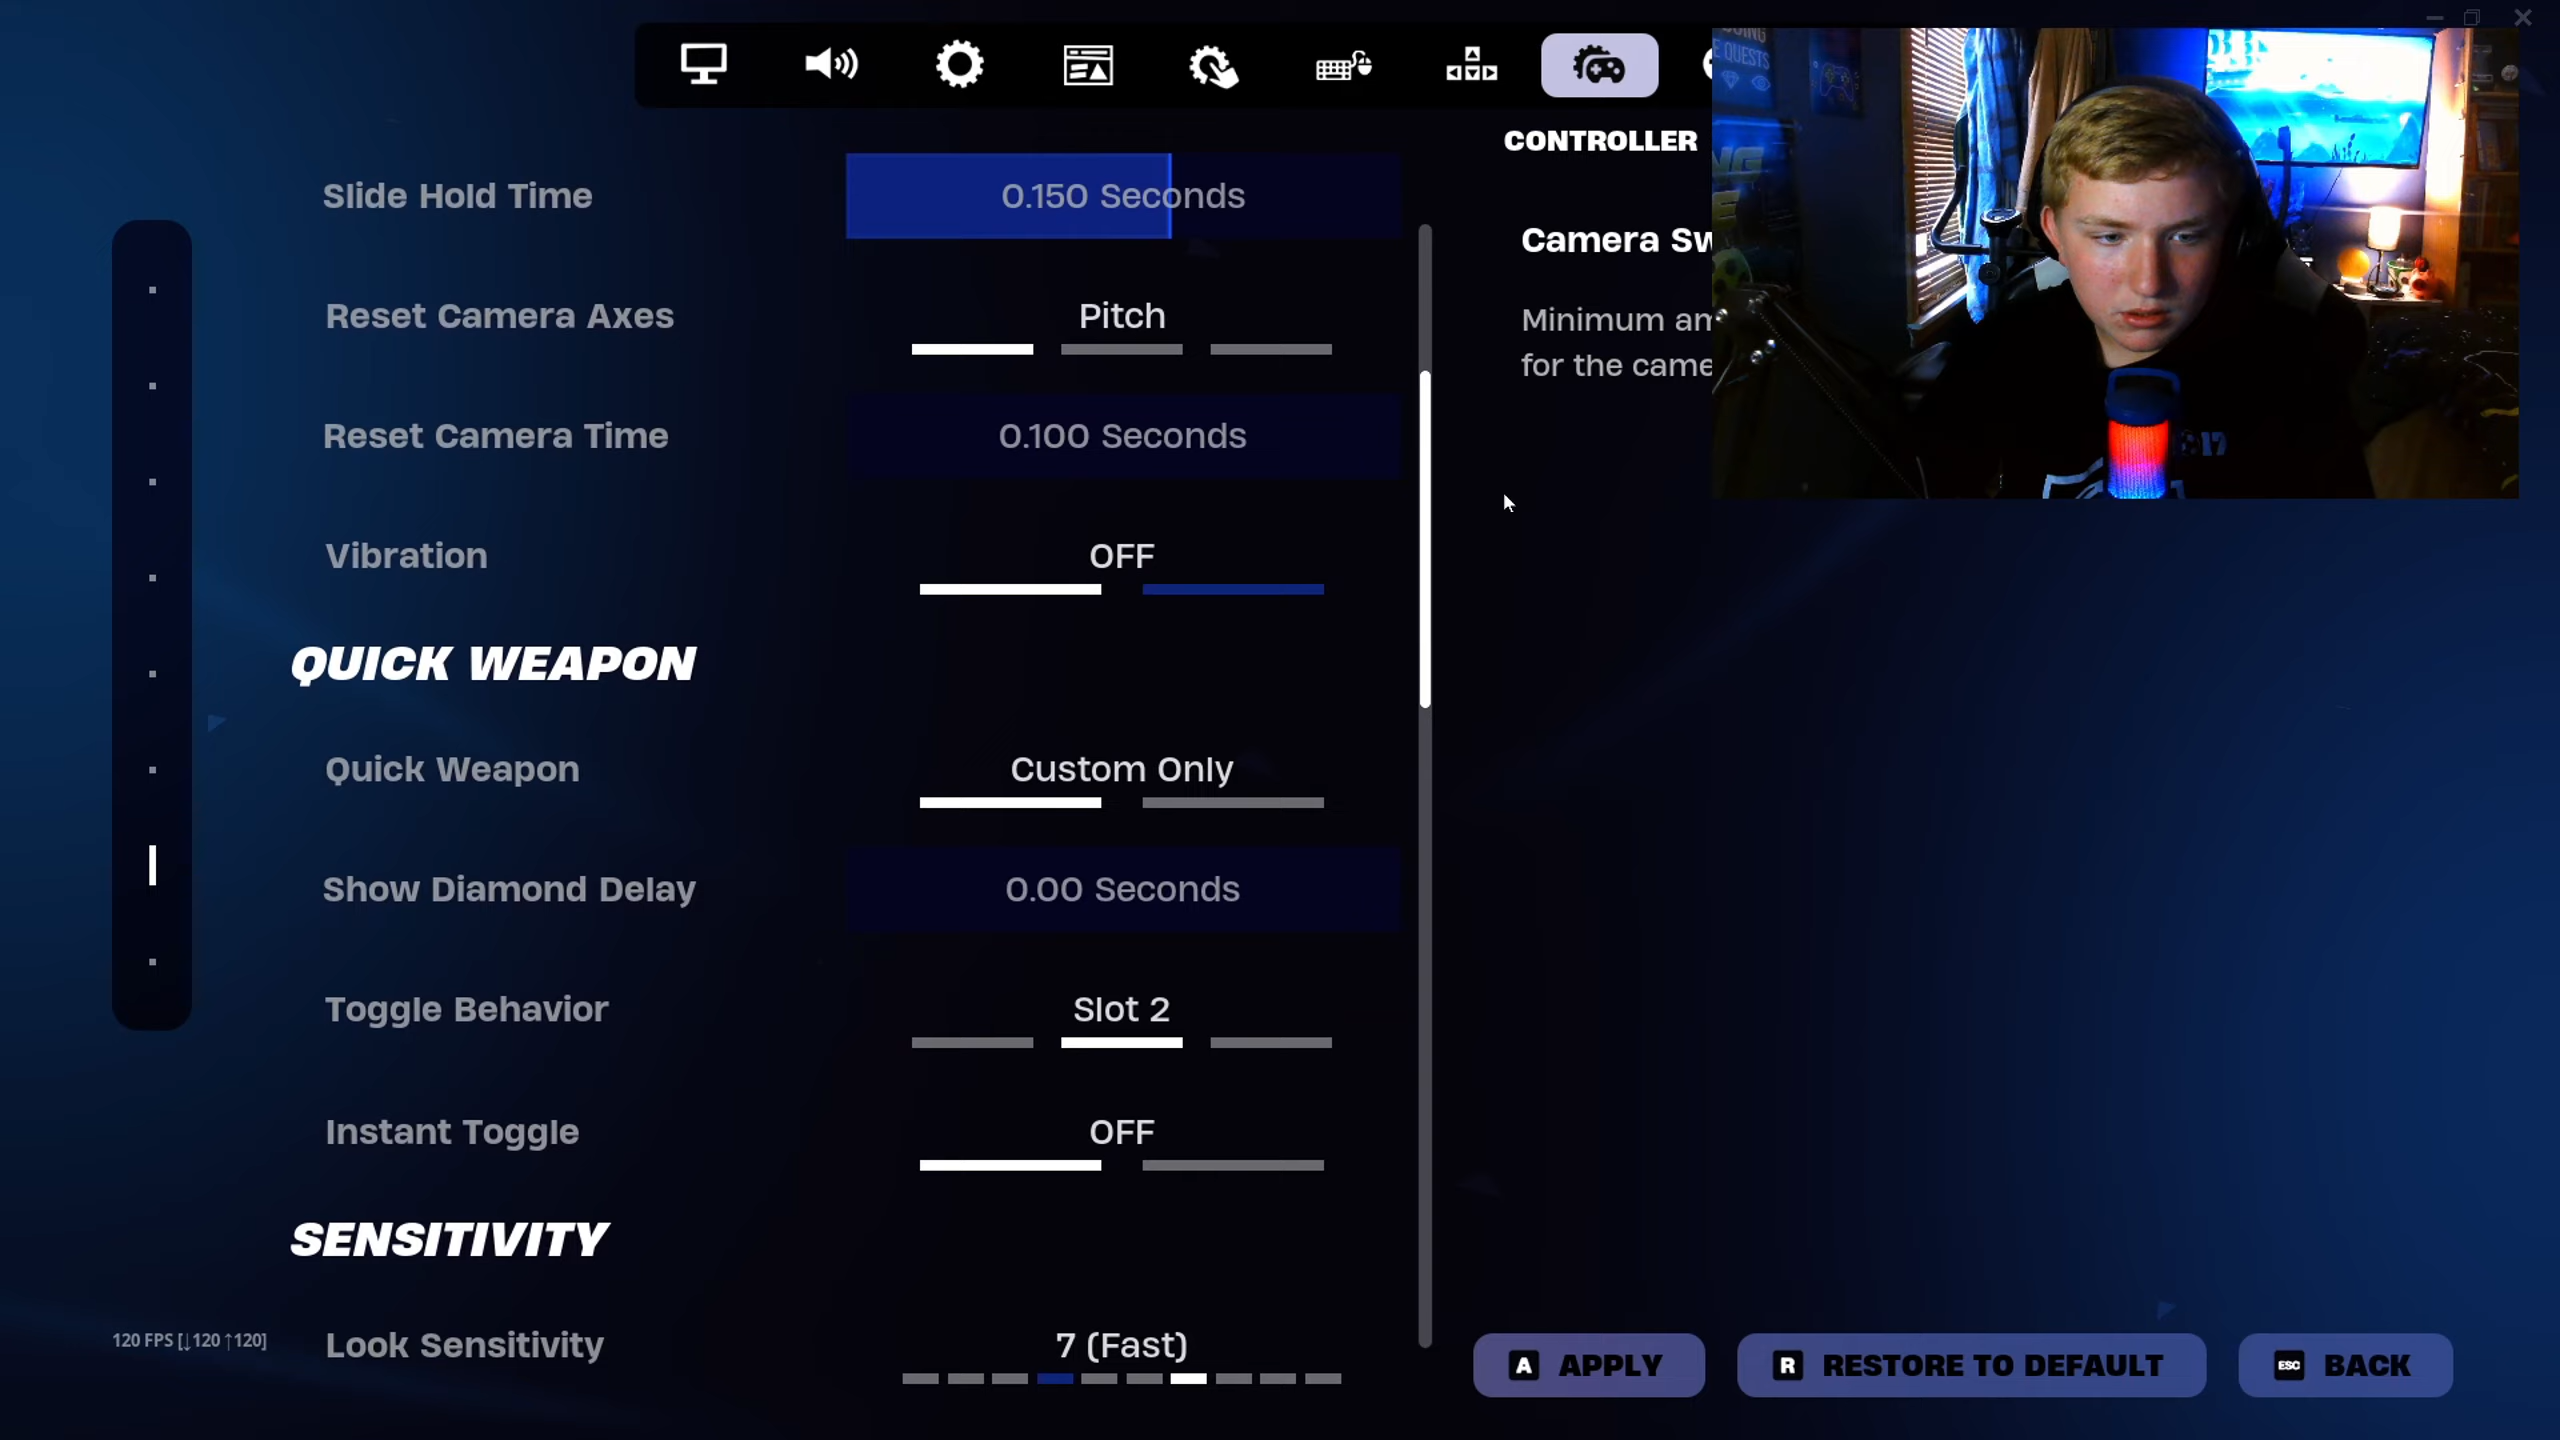 CONTROLLER
Slide Hold Time
0.150 Seconds
Camera Sw
Reset Camera Axes
Pitch
Minimum am
for the came
Reset Camera Time
0.100 Seconds
Vibration
OFF
QUICK WEAPON
Quick Weapon
Custom Only
Show Diamond Delay
0.00 Seconds
Toggle Behavior
Slot 2
Instant Toggle
OFF
SENSITIVITY
Look Sensitivity
7 (Fast)
120 FPS [↓120 ↑120]
A APPLY
R RESTORE TO DEFAULT
ESC BACK
QUESTS